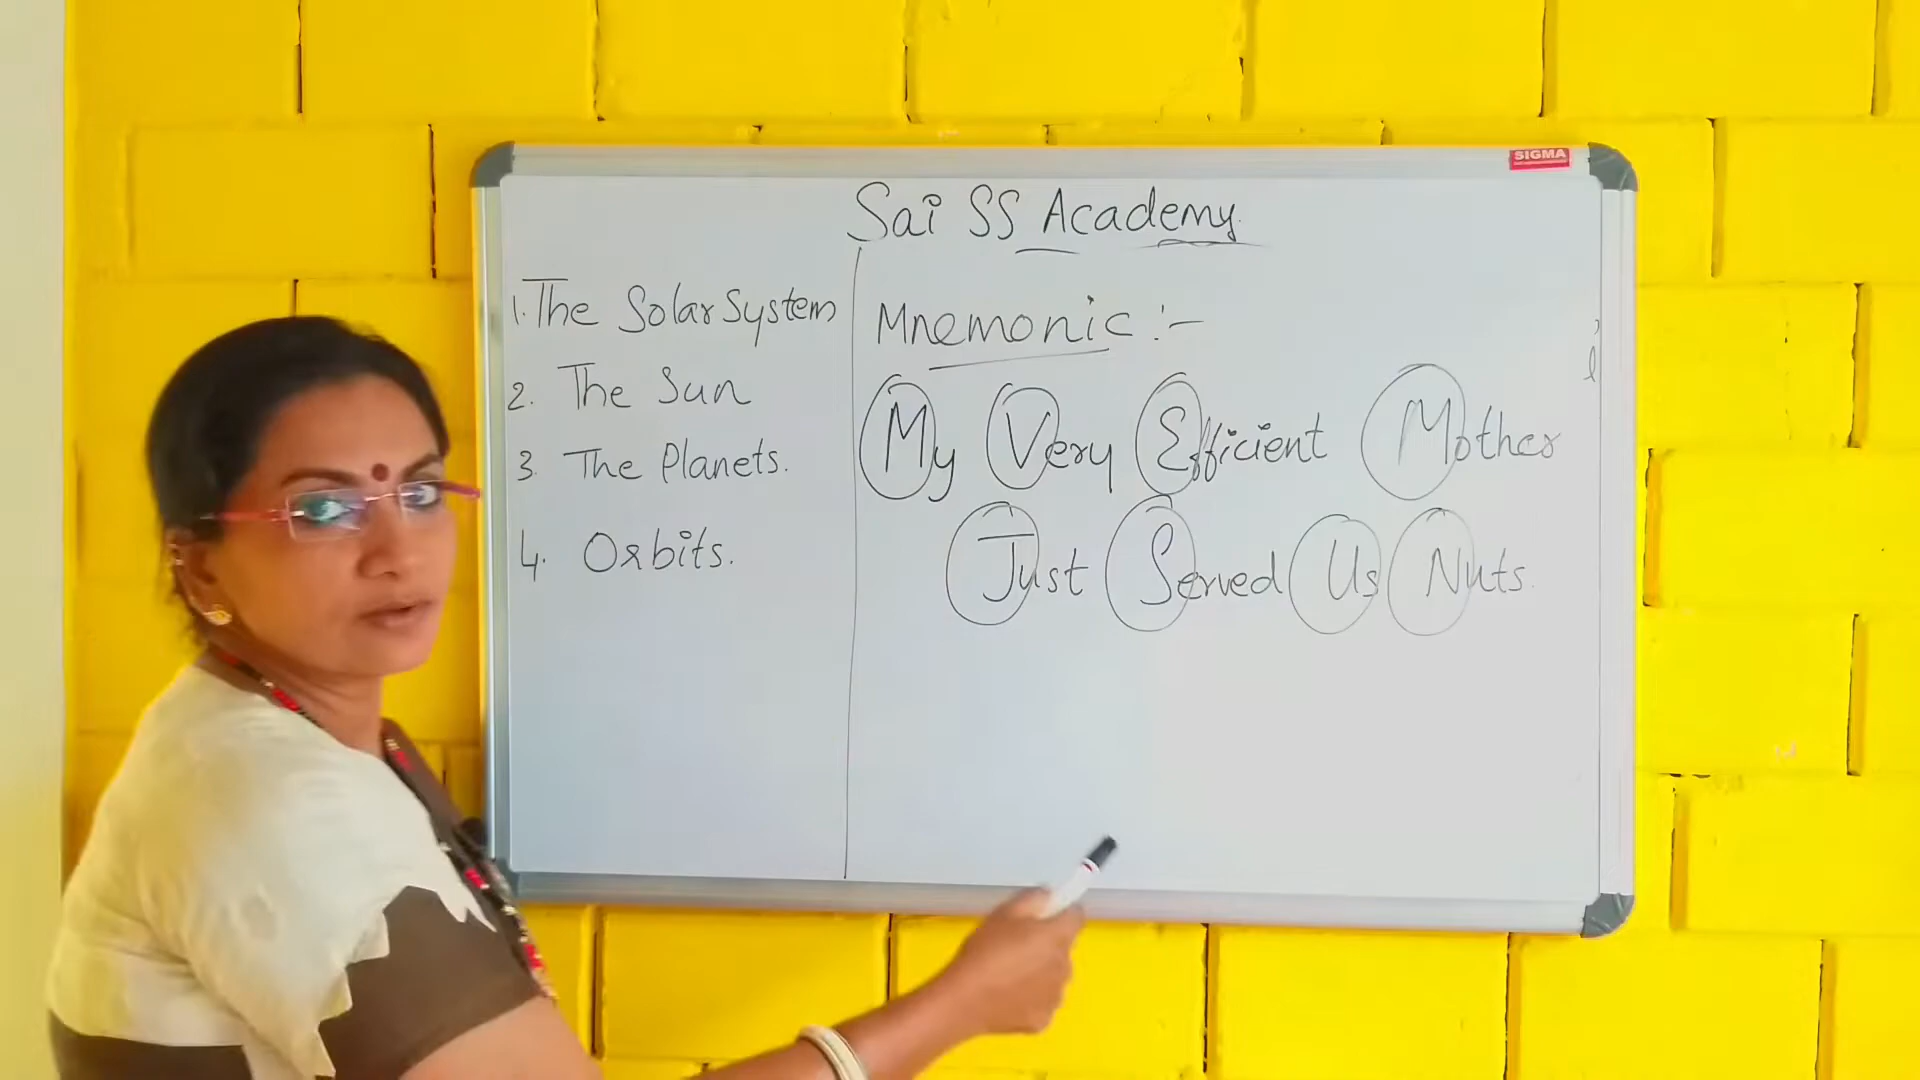 SIGMA
Sai SS Academy.
1. The Solar System
2. The Sun
3. The Planets.
4. Orbits.
Mnemonic :-
My Very Efficient Mother
Just Served Us Nuts.